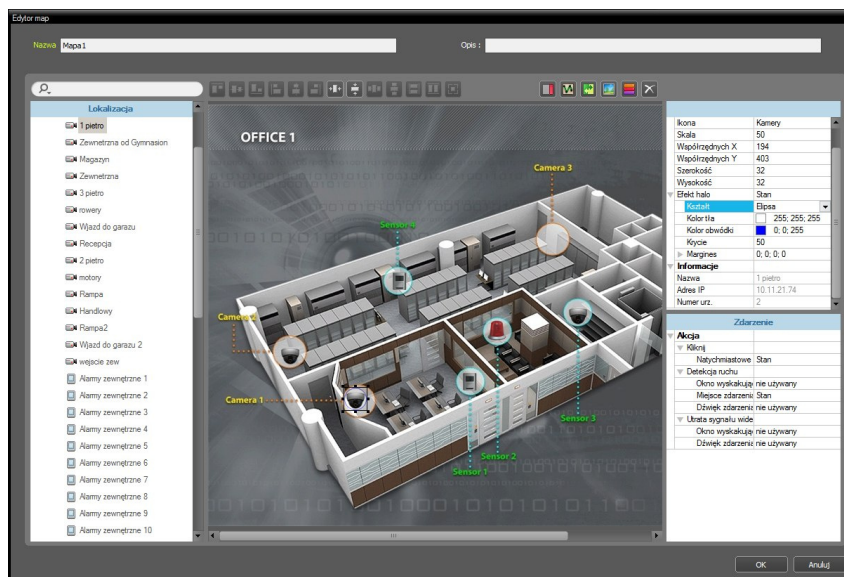 Edytor map
Nazwa Mapa1 Opis :
Lokalizacja
1 pietro
Zewnetrzna od Gymnasion
Magazyn
Zewnetrzna
3 pietro
rowery
Wjazd do garazu
Recepcja
2 pietro
motory
Rampa
Handlowy
Rampa2
Wjazd do garazu 2
wejscie zew
Alarmy zewnętrzne 1
Alarmy zewnętrzne 2
Alarmy zewnętrzne 3
Alarmy zewnętrzne 4
Alarmy zewnętrzne 5
Alarmy zewnętrzne 6
Alarmy zewnętrzne 7
Alarmy zewnętrzne 8
Alarmy zewnętrzne 9
Alarmy zewnętrzne 10
OFFICE 1
Camera 3
Sensor 4
Camera 2
Camera 1
Sensor 3
Sensor 2
Sensor 1
Ikona Kamery
Skala 50
Współrzędnych X 194
Współrzędnych Y 403
Szerokość 32
Wysokość 32
Efekt halo Stan
Kształt Elipsa
Kolor tła 255; 255; 255
Kolor obwódki 0; 0; 255
Krycie 50
Margines 0; 0; 0; 0
Informacje
Nazwa 1 pietro
Adres IP 10.11.21.74
Numer urz. 2
Zdarzenie
Akcja
Kliknij
Natychmiastowe Stan
Detekcja ruchu
Okno wyskakując nie używany
Miejsce zdarzenia Stan
Dźwięk zdarzenia nie używany
Utrata sygnału wide
Okno wyskakując nie używany
Dźwięk zdarzenia nie używany
OK Anuluj